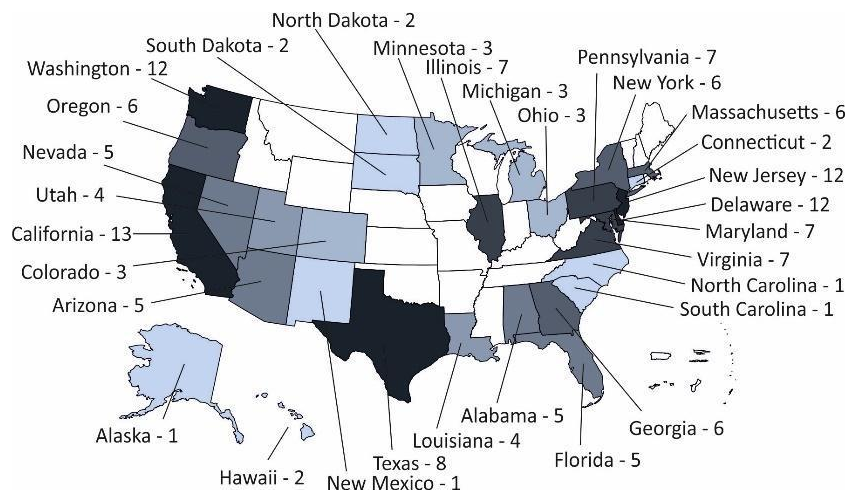 North Dakota - 2
South Dakota - 2
Minnesota - 3
Illinois - 7
Pennsylvania - 7
Washington - 12
New York - 6
Michigan - 3
Oregon - 6
Massachusetts - 6
Ohio - 3
Connecticut - 2
Nevada - 5
New Jersey - 12
Utah - 4
Delaware - 12
California - 13
Maryland - 7
Virginia - 7
Colorado - 3
North Carolina - 1
Arizona - 5
South Carolina - 1
Alabama - 5
Georgia - 6
Alaska - 1
Louisiana - 4
Florida - 5
Texas - 8
Hawaii - 2
New Mexico - 1